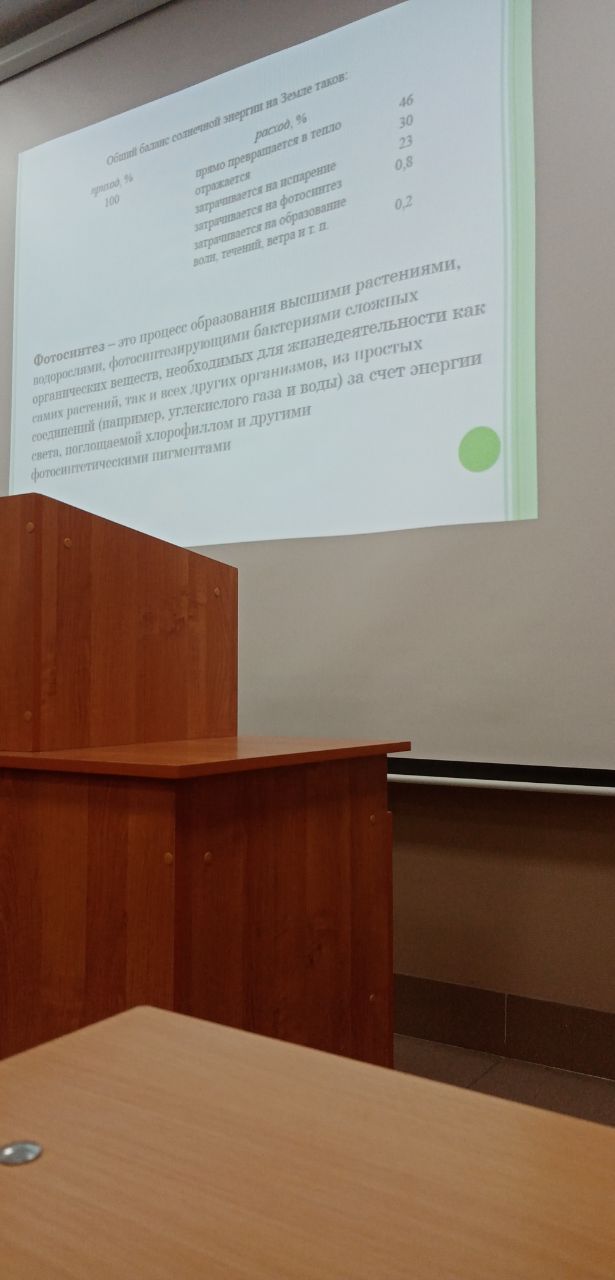 Общий баланс солнечной энергии на Земле таков:
приход, % расход, %
100 прямо превращается в тепло 46
отражается 30
затрачивается на испарение 23
затрачивается на фотосинтез 0,8
затрачивается на образование
волн, течений, ветра и т. п. 0,2
Фотосинтез – это процесс образования высшими растениями,
водорослями, фотосинтезирующими бактериями сложных
органических веществ, необходимых для жизнедеятельности как
самих растений, так и всех других организмов, из простых
соединений (например, углекислого газа и воды) за счет энергии
света, поглощаемой хлорофиллом и другими
фотосинтетическими пигментами